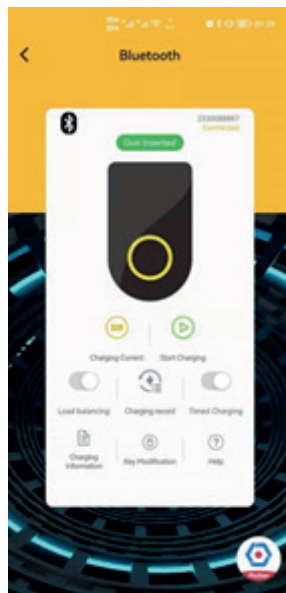 Bluetooth
2330088887
Connected
Gun Inserted
Charging Current
Start Charging
Load balancing
Charging record
Timed Charging
Charging Information
Key Modification
Help